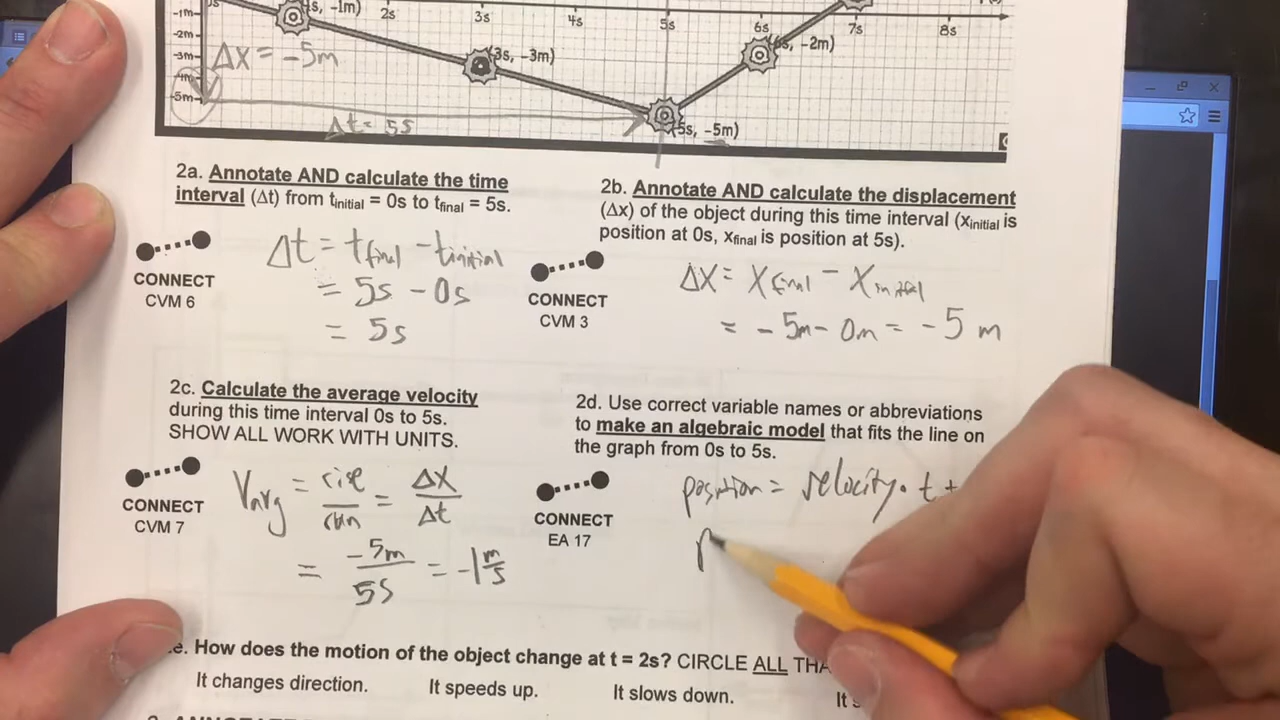 -1m
-2m
-3m
-5m
s, -1m)
2s
3s
4s
5s
6s
7s
8s
Δx = -5m
(3s, -3m)
s, -2m)
(5s, -5m)
Δt = 5s
2a. Annotate AND calculate the time
interval (Δt) from tinitial = 0s to tfinal = 5s.
CONNECT
CVM 6
Δt = tfinal - tinitial
= 5s - 0s
= 5s
2b. Annotate AND calculate the displacement
(Δx) of the object during this time interval (xinitial is
position at 0s, xfinal is position at 5s).
CONNECT
CVM 3
Δx = xfinal - xinitial
= -5m - 0m = -5 m
2c. Calculate the average velocity
during this time interval 0s to 5s.
SHOW ALL WORK WITH UNITS.
CONNECT
CVM 7
Vavg = rise/run = Δx/Δt
= -5m/5s = -1 m/s
2d. Use correct variable names or abbreviations
to make an algebraic model that fits the line on
the graph from 0s to 5s.
CONNECT
EA 17
position = velocity · t +
e. How does the motion of the object change at t = 2s? CIRCLE ALL THA
It changes direction.
It speeds up.
It slows down.
It s